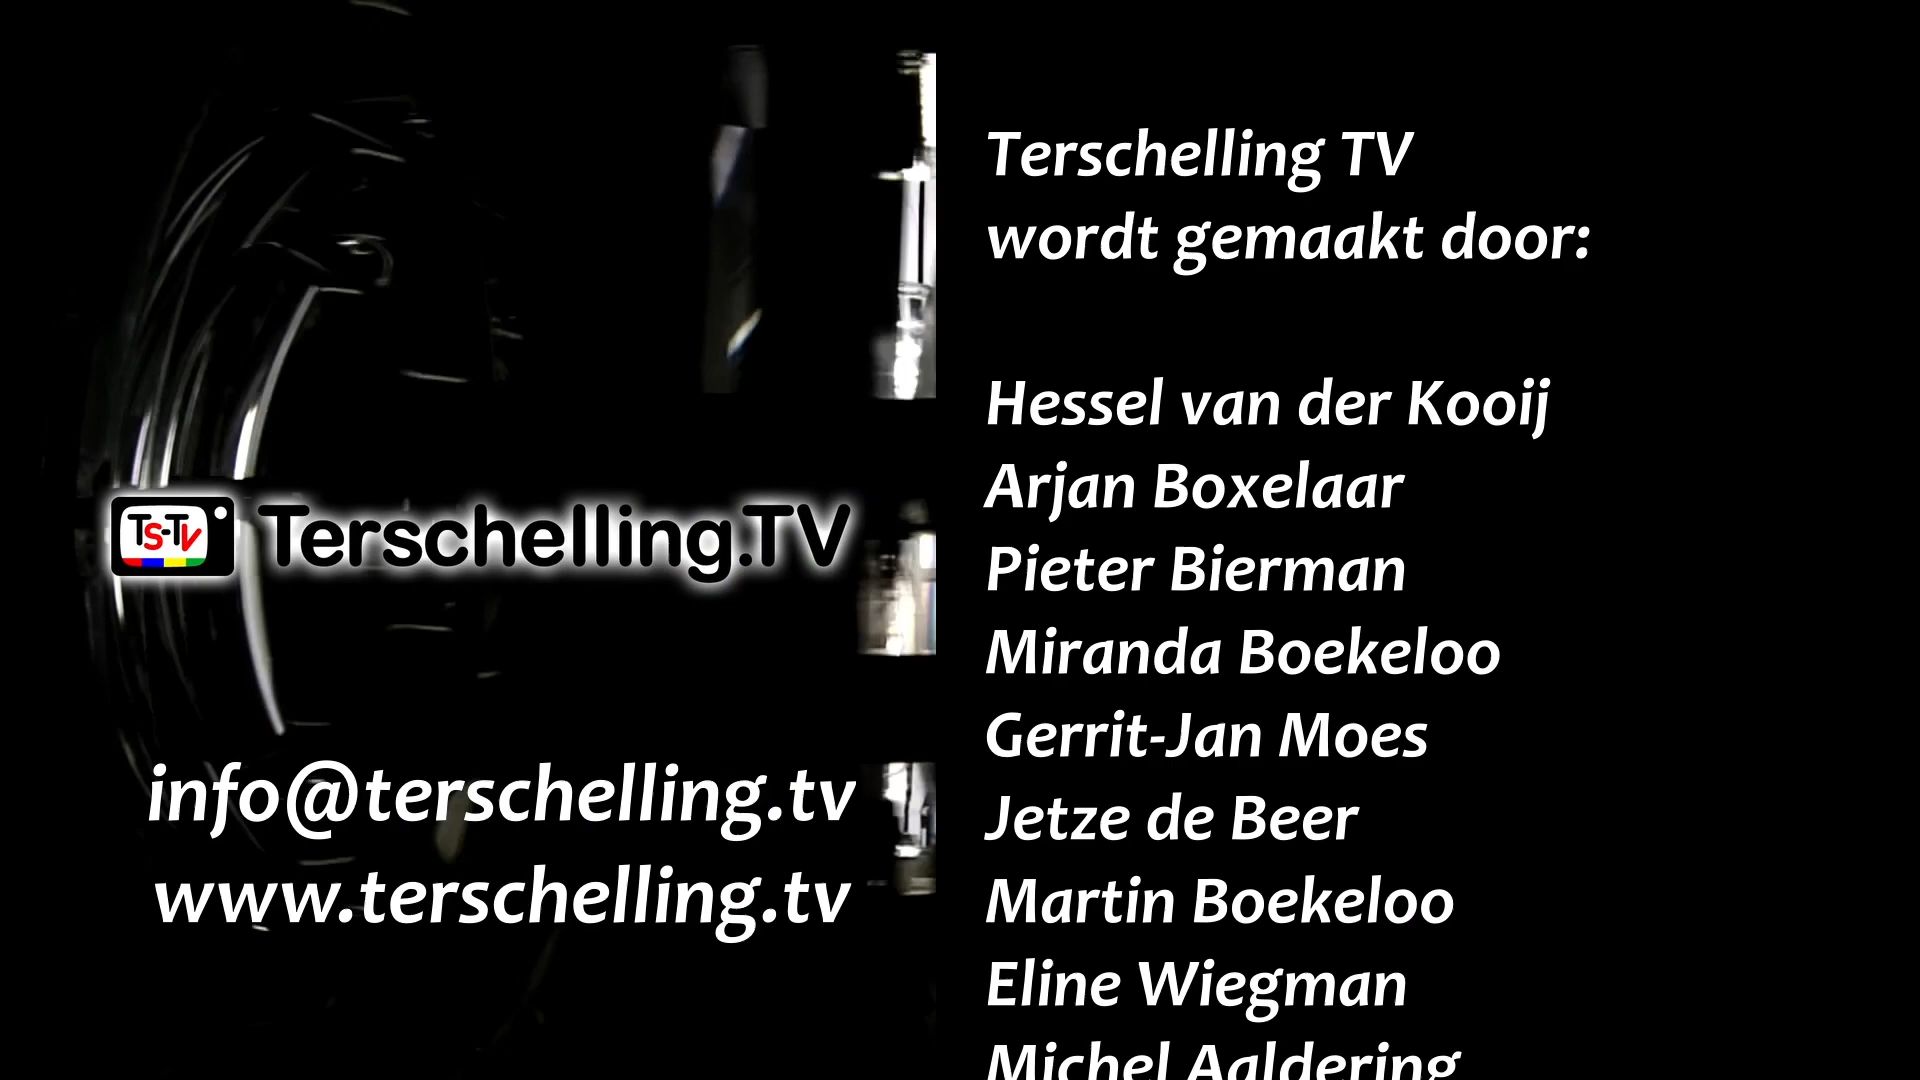 TS-TV Terschelling.TV
info@terschelling.tv
www.terschelling.tv
Terschelling TV
wordt gemaakt door:
Hessel van der Kooij
Arjan Boxelaar
Pieter Bierman
Miranda Boekeloo
Gerrit-Jan Moes
Jetze de Beer
Martin Boekeloo
Eline Wiegman
Michel Aaldering